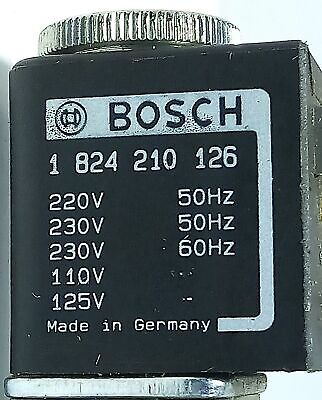 BOSCH
1 824 210 126
220V 50Hz
230V 50Hz
230V 60Hz
110V -
125V -
Made in Germany